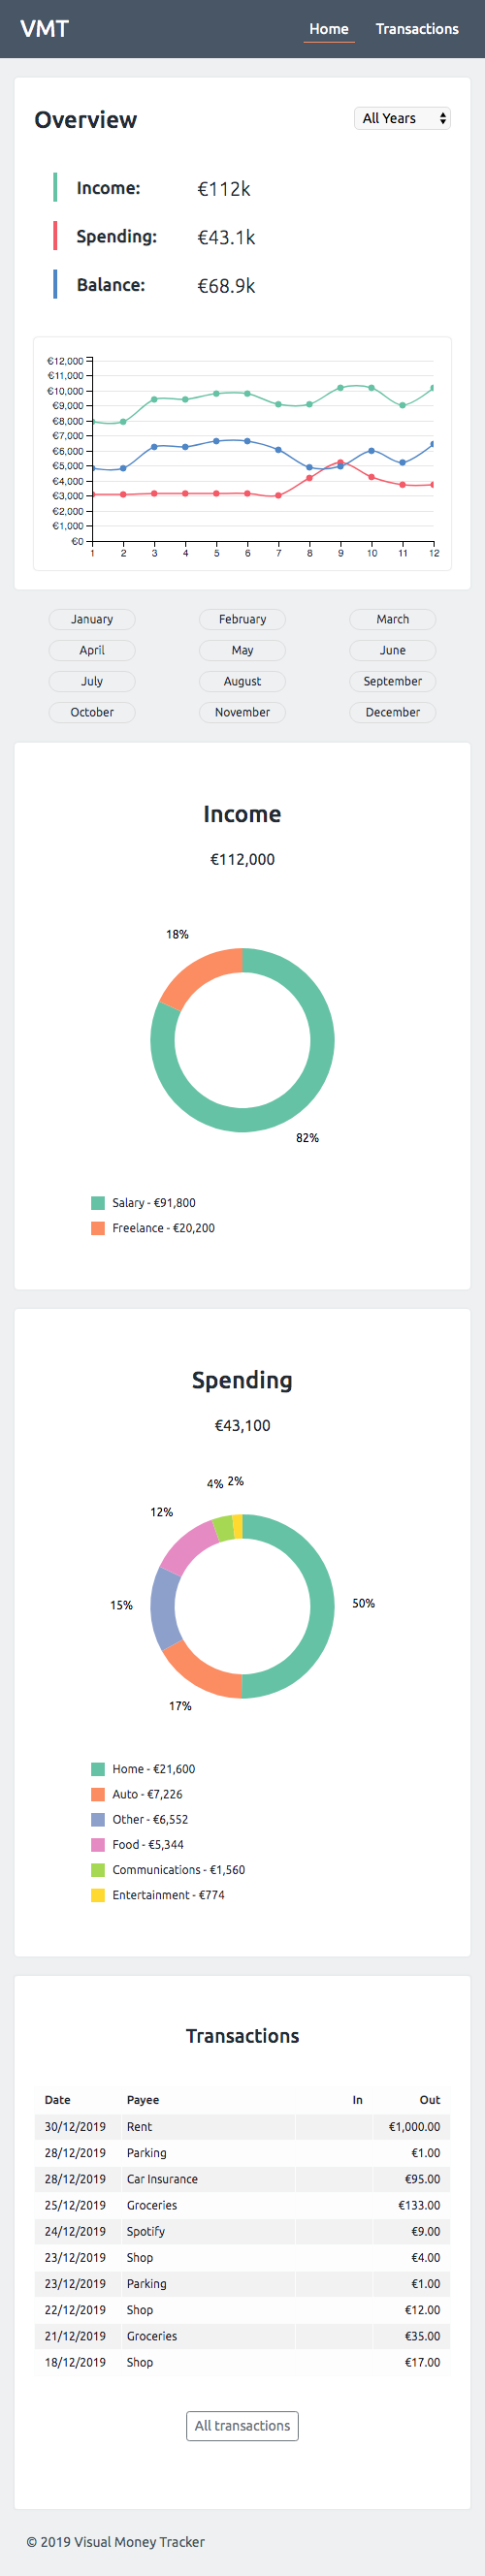 VMT Home Transactions
Overview All Years
Income: €112k
Spending: €43.1k
Balance: €68.9k
€12,000
€11,000
€10,000
€9,000
€8,000
€7,000
€6,000
€5,000
€4,000
€3,000
€2,000
€1,000
€0
1 2 3 4 5 6 7 8 9 10 11 12
January February March
April May June
July August September
October November December
Income
€112,000
18%
82%
Salary - €91,800
Freelance - €20,200
Spending
€43,100
4% 2%
12%
50%
15%
17%
Home - €21,600
Auto - €7,226
Other - €6,552
Food - €5,344
Communications - €1,560
Entertainment - €774
Transactions
Date Payee In Out
30/12/2019 Rent €1,000.00
28/12/2019 Parking €1.00
28/12/2019 Car Insurance €95.00
25/12/2019 Groceries €133.00
24/12/2019 Spotify €9.00
23/12/2019 Shop €4.00
23/12/2019 Parking €1.00
22/12/2019 Shop €12.00
21/12/2019 Groceries €35.00
18/12/2019 Shop €17.00
All transactions
© 2019 Visual Money Tracker